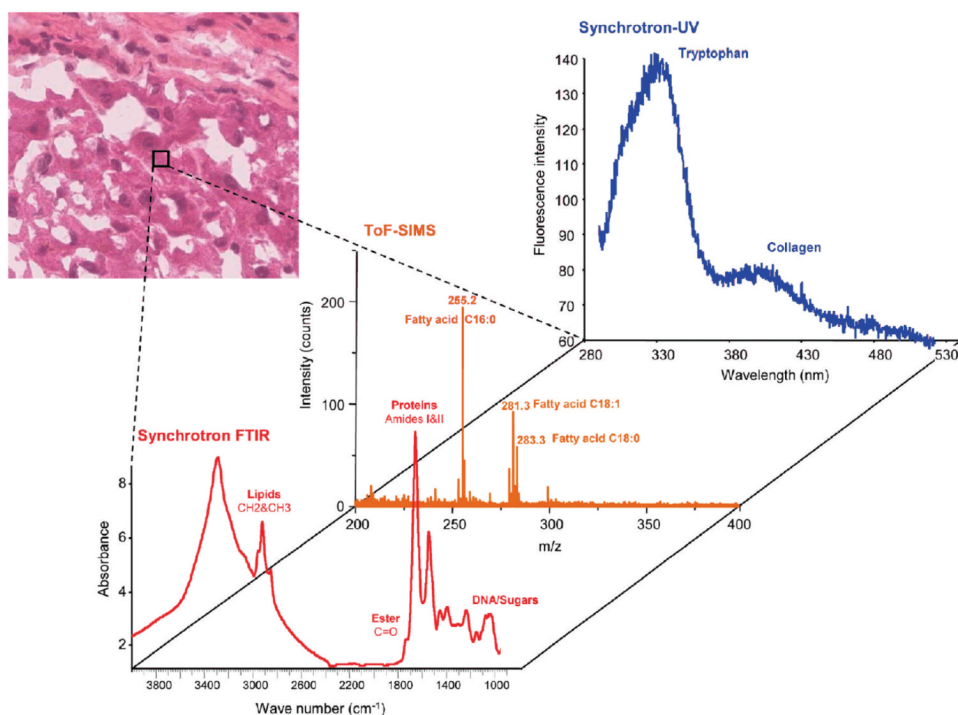 Synchrotron-UV
Tryptophan
140
130
120
110
100
90
80
70
60
Fluorescence intensity
Collagen
280 330 380 430 480 530
Wavelength (nm)
ToF-SIMS
200
100
0
Intensity (counts)
255.2
Fatty acid C16:0
281.3 Fatty acid C18:1
283.3 Fatty acid C18:0
200 250 300 350 400
m/z
Synchrotron FTIR
8
6
4
2
Absorbance
Lipids
CH2&CH3
Proteins
Amides I&II
Ester
C=O
DNA/Sugars
3800 3400 2800 2200 1800 1400 1000
Wave number (cm⁻¹)